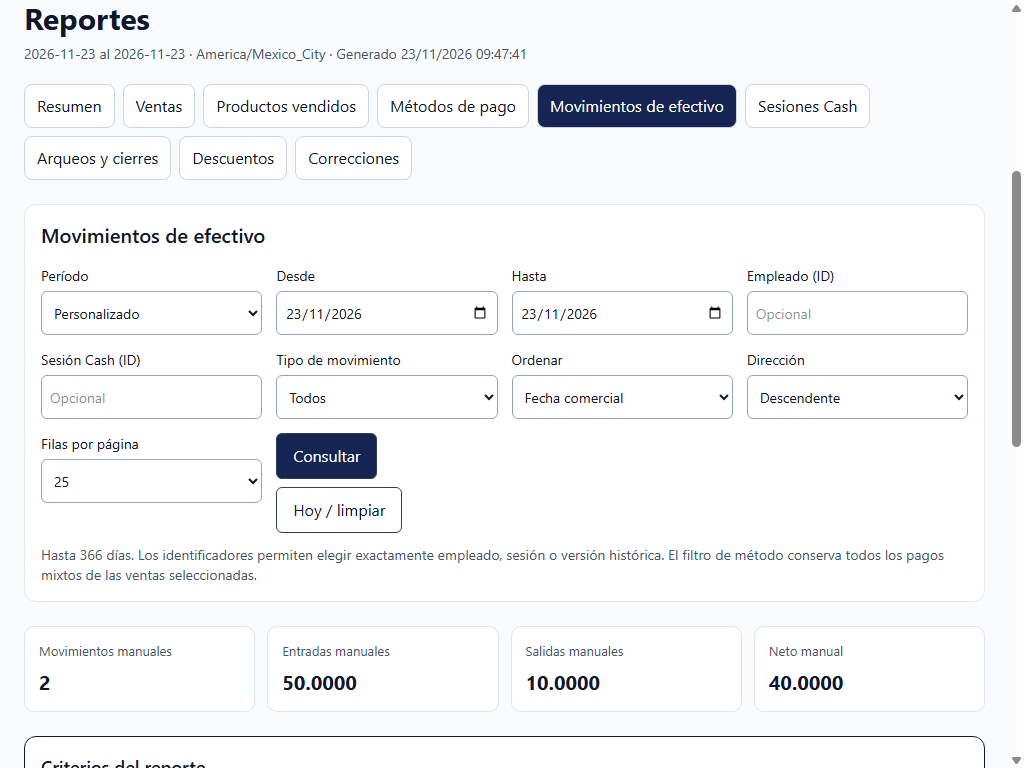 Reportes
2026-11-23 al 2026-11-23 · America/Mexico_City · Generado 23/11/2026 09:47:41
Resumen
Ventas
Productos vendidos
Métodos de pago
Movimientos de efectivo
Sesiones Cash
Arqueos y cierres
Descuentos
Correcciones
Movimientos de efectivo
Período
Desde
Hasta
Empleado (ID)
Personalizado
23/11/2026
23/11/2026
Opcional
Sesión Cash (ID)
Tipo de movimiento
Ordenar
Dirección
Opcional
Todos
Fecha comercial
Descendente
Filas por página
25
Consultar
Hoy / limpiar
Hasta 366 días. Los identificadores permiten elegir exactamente empleado, sesión o versión histórica. El filtro de método conserva todos los pagos
mixtos de las ventas seleccionadas.
Movimientos manuales
2
Entradas manuales
50.0000
Salidas manuales
10.0000
Neto manual
40.0000
Criterios del reporte